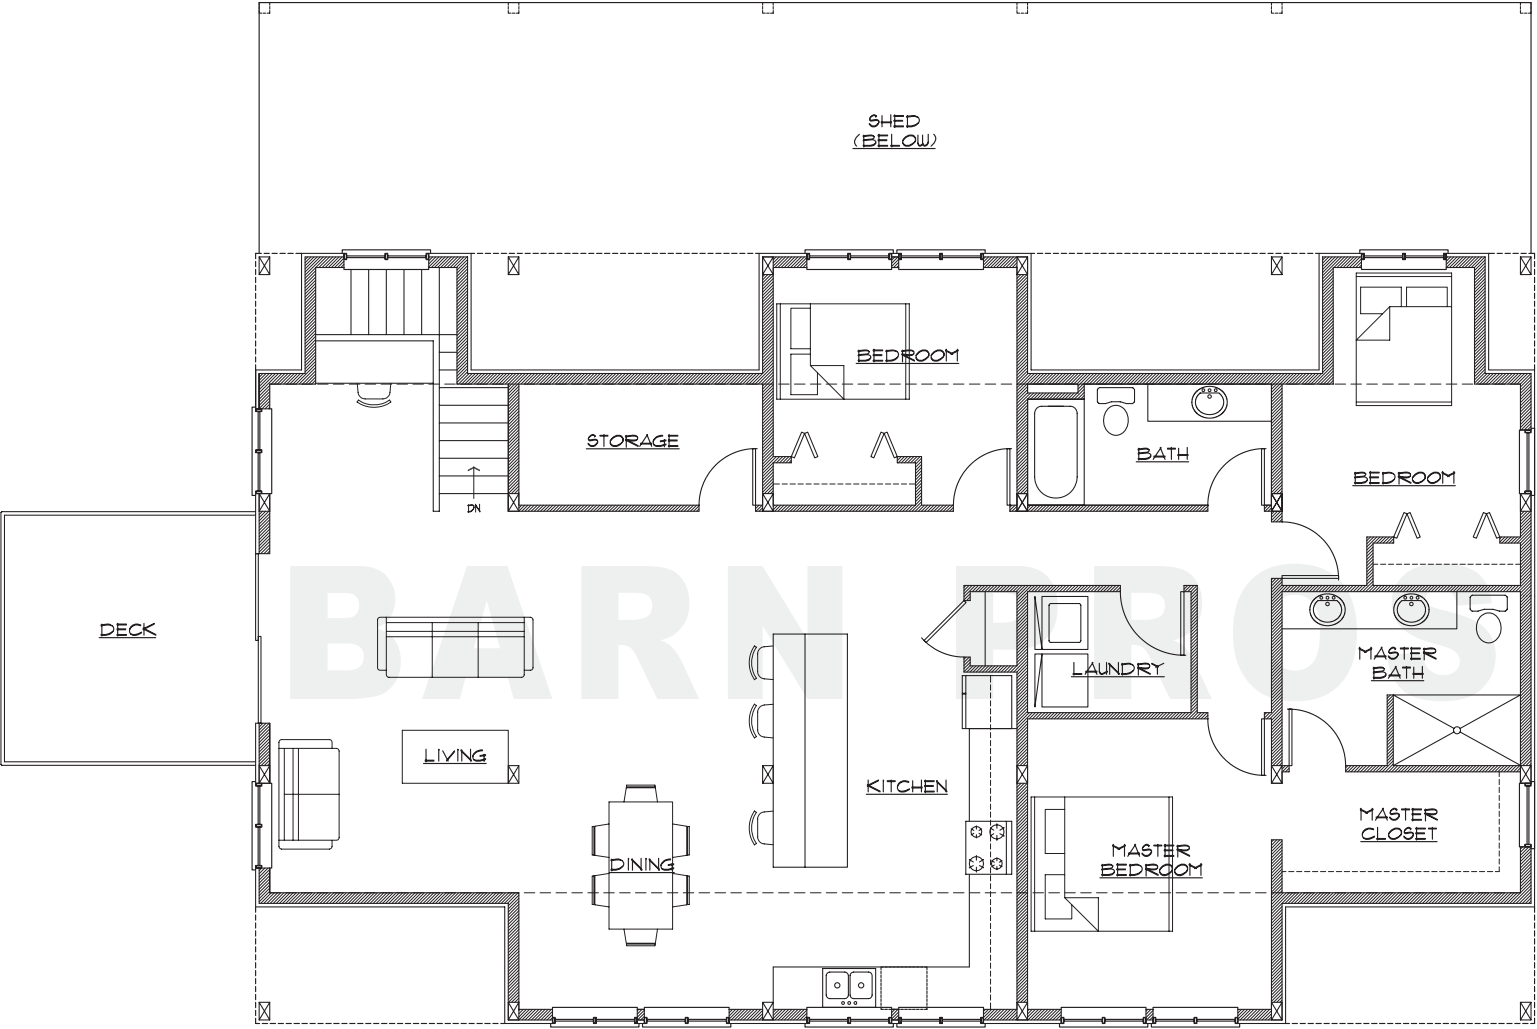 SHED
(BELOW)
BEDROOM
STORAGE
BATH
BEDROOM
DN
BARN PROS
DECK
MASTER
BATH
LAUNDRY
LIVING
KITCHEN
MASTER
CLOSET
DINING
MASTER
BEDROOM